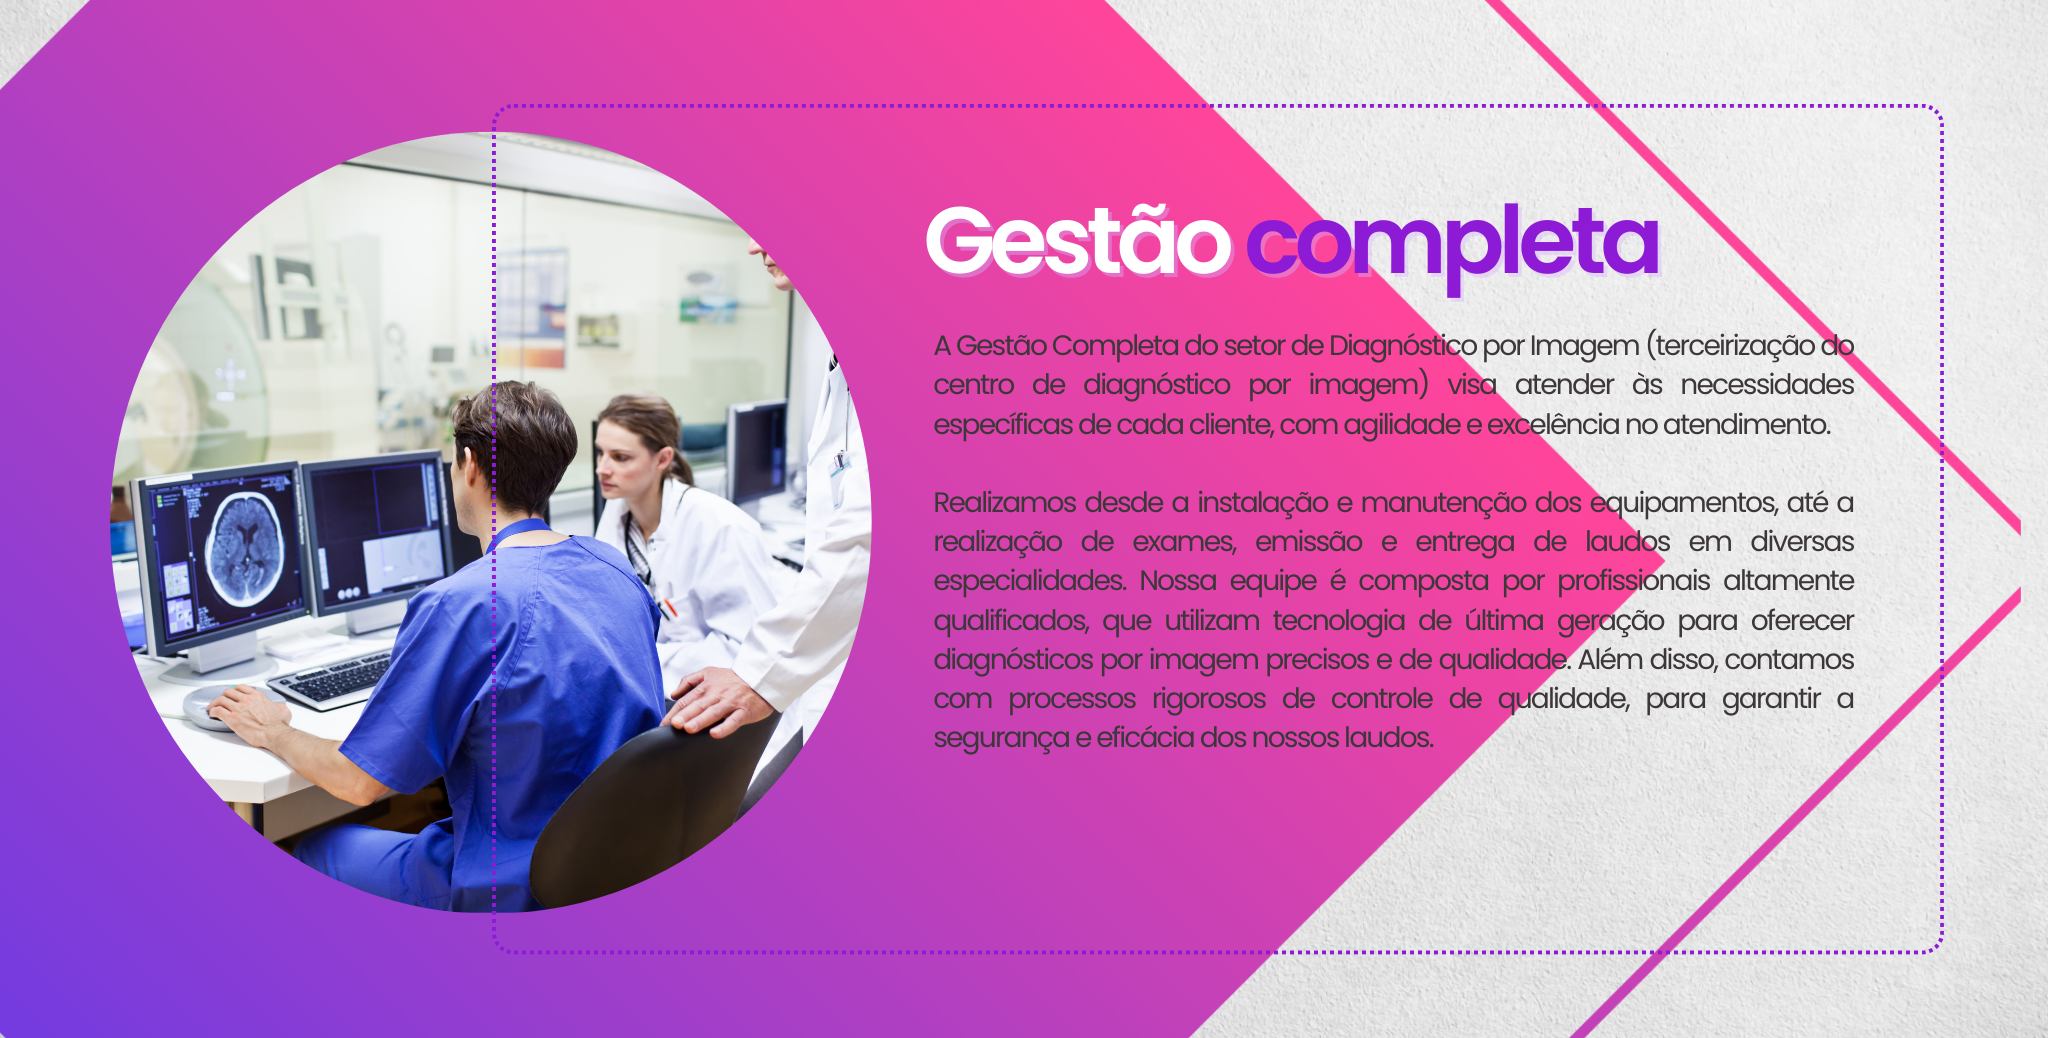 Gestão completa
A Gestão Completa do setor de Diagnóstico por Imagem (terceirização do
centro de diagnóstico por imagem) visa atender às necessidades
específicas de cada cliente, com agilidade e excelência no atendimento.
Realizamos desde a instalação e manutenção dos equipamentos, até a
realização de exames, emissão e entrega de laudos em diversas
especialidades. Nossa equipe é composta por profissionais altamente
qualificados, que utilizam tecnologia de última geração para oferecer
diagnósticos por imagem precisos e de qualidade. Além disso, contamos
com processos rigorosos de controle de qualidade, para garantir a
segurança e eficácia dos nossos laudos.